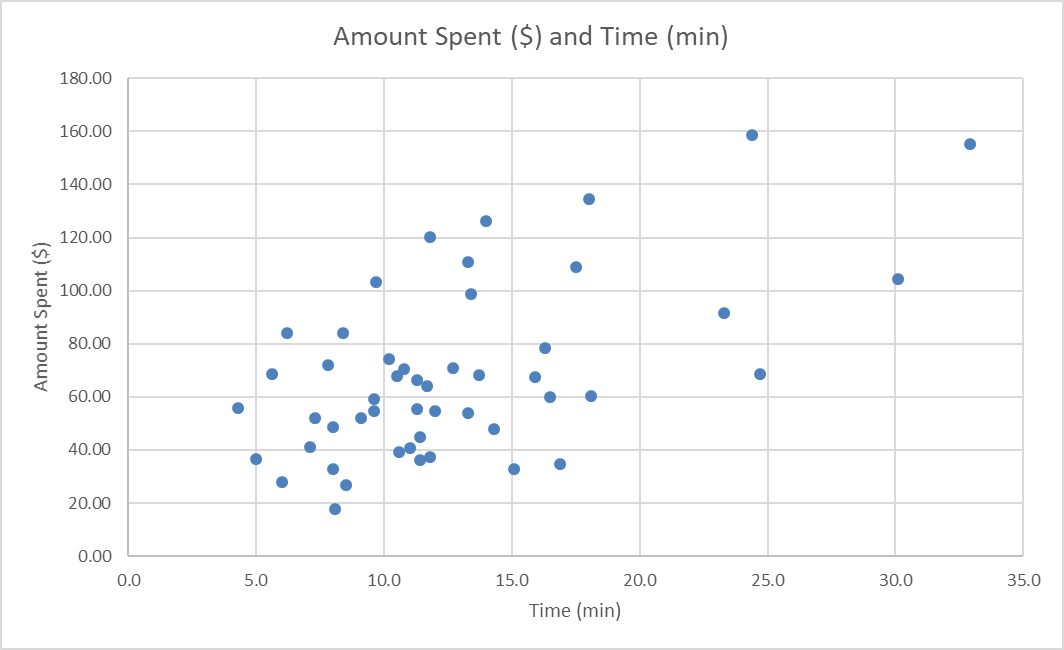 Amount Spent ($) and Time (min)
180.00
160.00
140.00
120.00
100.00
80.00
60.00
40.00
20.00
0.00
Amount Spent ($)
0.0 5.0 10.0 15.0 20.0 25.0 30.0 35.0
Time (min)